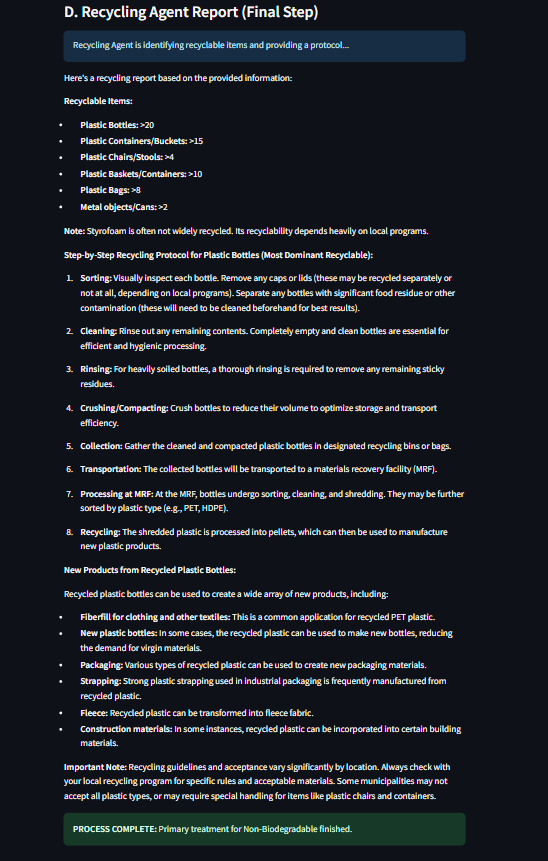 D. Recycling Agent Report (Final Step)
Recycling Agent is identifying recyclable items and providing a protocol...
Here's a recycling report based on the provided information:
Recyclable Items:
• Plastic Bottles: >20
• Plastic Containers/Buckets: >15
• Plastic Chairs/Stools: >4
• Plastic Baskets/Containers: >10
• Plastic Bags: >8
• Metal objects/Cans: >2
Note: Styrofoam is often not widely recycled. Its recyclability depends heavily on local programs.
Step-by-Step Recycling Protocol for Plastic Bottles (Most Dominant Recyclable):
1. Sorting: Visually inspect each bottle. Remove any caps or lids (these may be recycled separately or
not at all, depending on local programs). Separate any bottles with significant food residue or other
contamination (these will need to be cleaned beforehand for best results).
2. Cleaning: Rinse out any remaining contents. Completely empty and clean bottles are essential for
efficient and hygienic processing.
3. Rinsing: For heavily soiled bottles, a thorough rinsing is required to remove any remaining sticky
residues.
4. Crushing/Compacting: Crush bottles to reduce their volume to optimize storage and transport
efficiency.
5. Collection: Gather the cleaned and compacted plastic bottles in designated recycling bins or bags.
6. Transportation: The collected bottles will be transported to a materials recovery facility (MRF).
7. Processing at MRF: At the MRF, bottles undergo sorting, cleaning, and shredding. They may be further
sorted by plastic type (e.g., PET, HDPE).
8. Recycling: The shredded plastic is processed into pellets, which can then be used to manufacture
new plastic products.
New Products from Recycled Plastic Bottles:
Recycled plastic bottles can be used to create a wide array of new products, including:
• Fiberfill for clothing and other textiles: This is a common application for recycled PET plastic.
• New plastic bottles: In some cases, the recycled plastic can be used to make new bottles, reducing
the demand for virgin materials.
• Packaging: Various types of recycled plastic can be used to create new packaging materials.
• Strapping: Strong plastic strapping used in industrial packaging is frequently manufactured from
recycled plastic.
• Fleece: Recycled plastic can be transformed into fleece fabric.
• Construction materials: In some instances, recycled plastic can be incorporated into certain building
materials.
Important Note: Recycling guidelines and acceptance vary significantly by location. Always check with
your local recycling program for specific rules and acceptable materials. Some municipalities may not
accept all plastic types, or may require special handling for items like plastic chairs and containers.
PROCESS COMPLETE: Primary treatment for Non-Biodegradable finished.